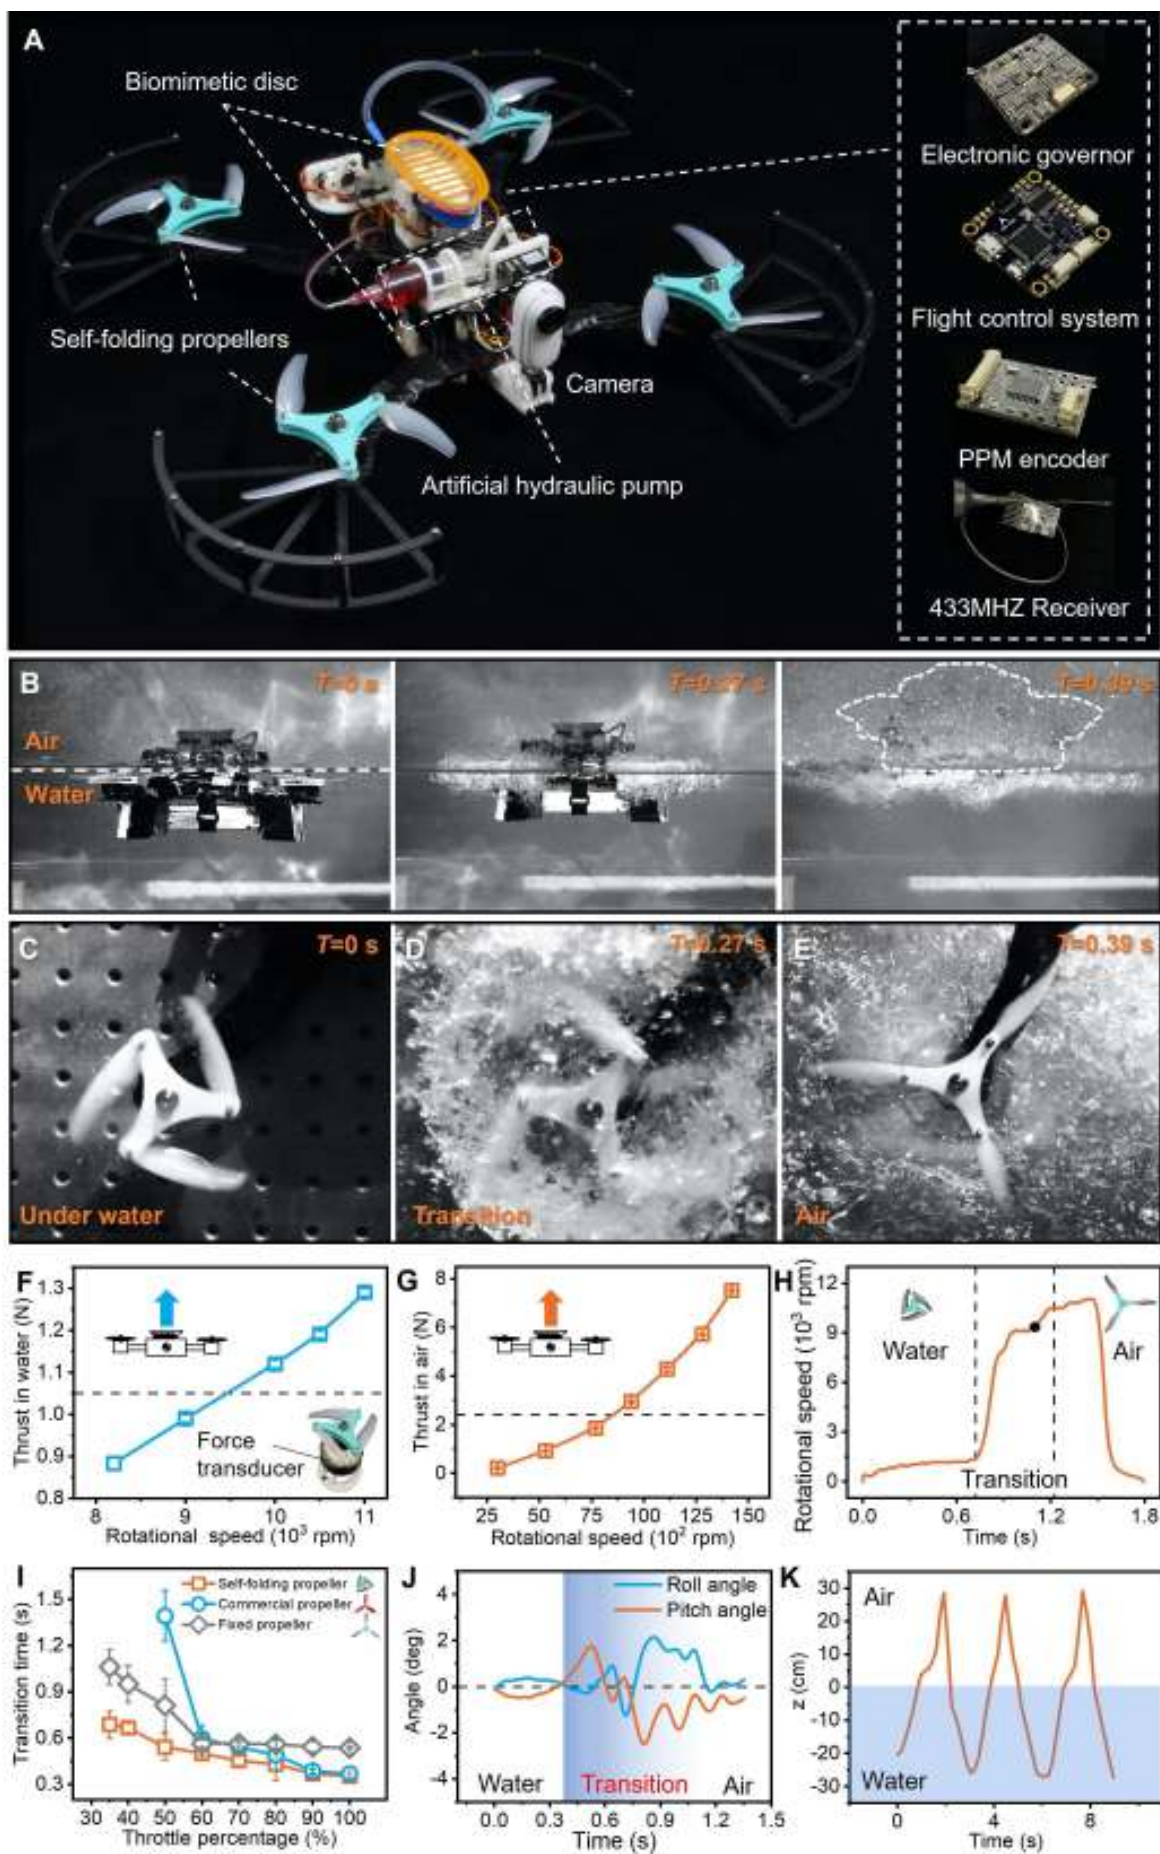 A
Biomimetic disc
Self-folding propellers
Camera
Artificial hydraulic pump
Electronic governor
Flight control system
PPM encoder
433MHZ Receiver
B
T=0 s
T=0.27 s
T=0.39 s
Air
Water
C
T=0 s
D
T=0.27 s
E
T=0.39 s
Under water
Transition
Air
F
Thrust in water (N)
1.3
1.2
1.1
1.0
0.9
0.8
Force
transducer
8 9 10 11
Rotational speed (10³ rpm)
G
Thrust in air (N)
8
6
4
2
0
25 50 75 100 125 150
Rotational speed (10² rpm)
H
Rotational speed (10³ rpm)
12
9
6
3
0
Water
Air
Transition
0.0 0.6 1.2 1.8
Time (s)
I
Transition time (s)
1.5
1.2
0.9
0.6
0.3
Self-folding propeller
Commercial propeller
Fixed propeller
30 40 50 60 70 80 90 100
Throttle percentage (%)
J
Angle (deg)
4
2
0
-2
-4
Roll angle
Pitch angle
Water
Transition
Air
0.0 0.3 0.6 0.9 1.2 1.5
Time (s)
K
z (cm)
30
20
10
0
-10
-20
-30
Air
Water
0 4 8
Time (s)